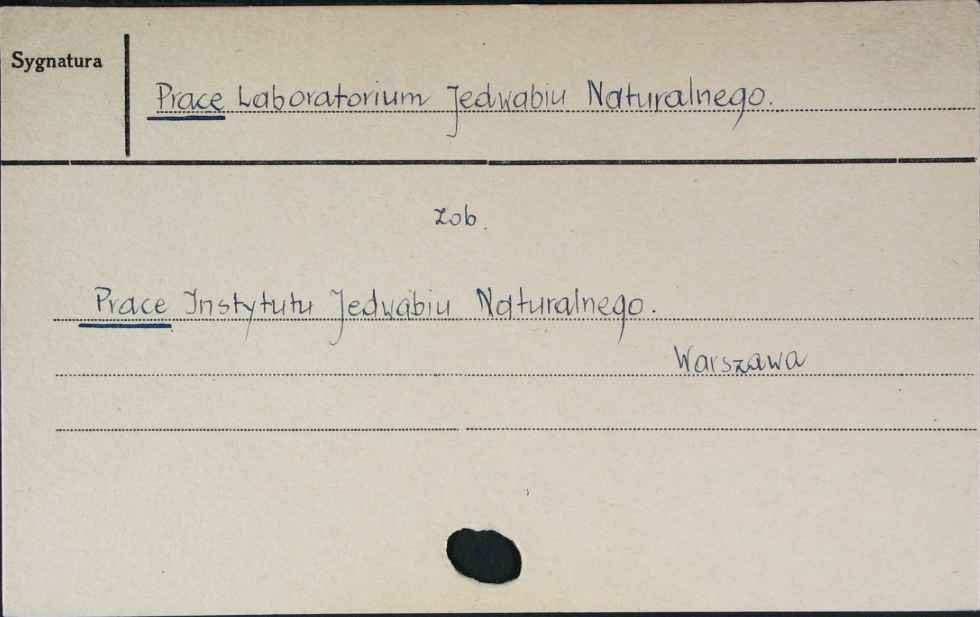 Sygnatura
Prace Laboratorium Jedwabiu Naturalnego.
zob.
Prace Instytutu Jedwabiu Naturalnego.
Warszawa